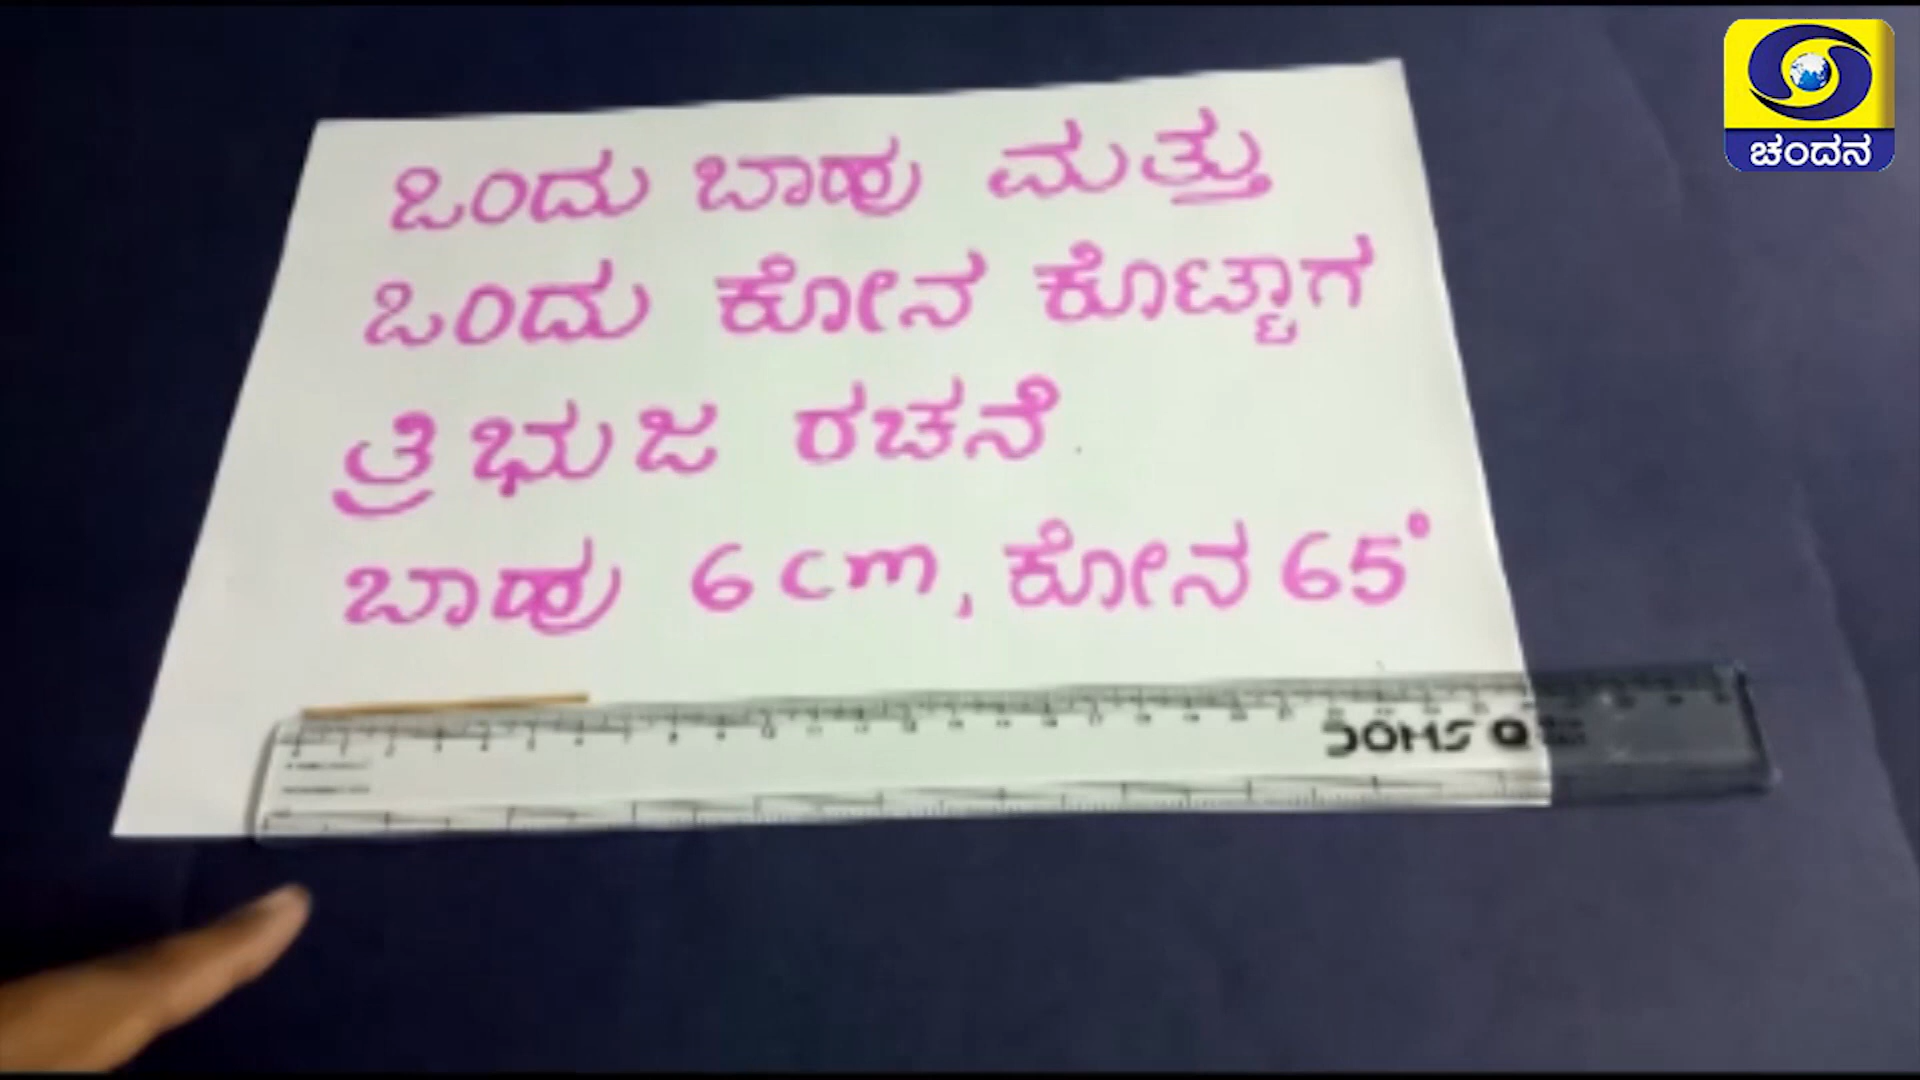 ಚಂದನ
ಒಂದು ಬಾಹು ಮತ್ತು
ಒಂದು ಕೋನ ಕೊಟ್ಟಾಗ
ತ್ರಿಭುಜ ರಚನೆ
ಬಾಹು 6 cm, ಕೋನ 65°
DOMS Q